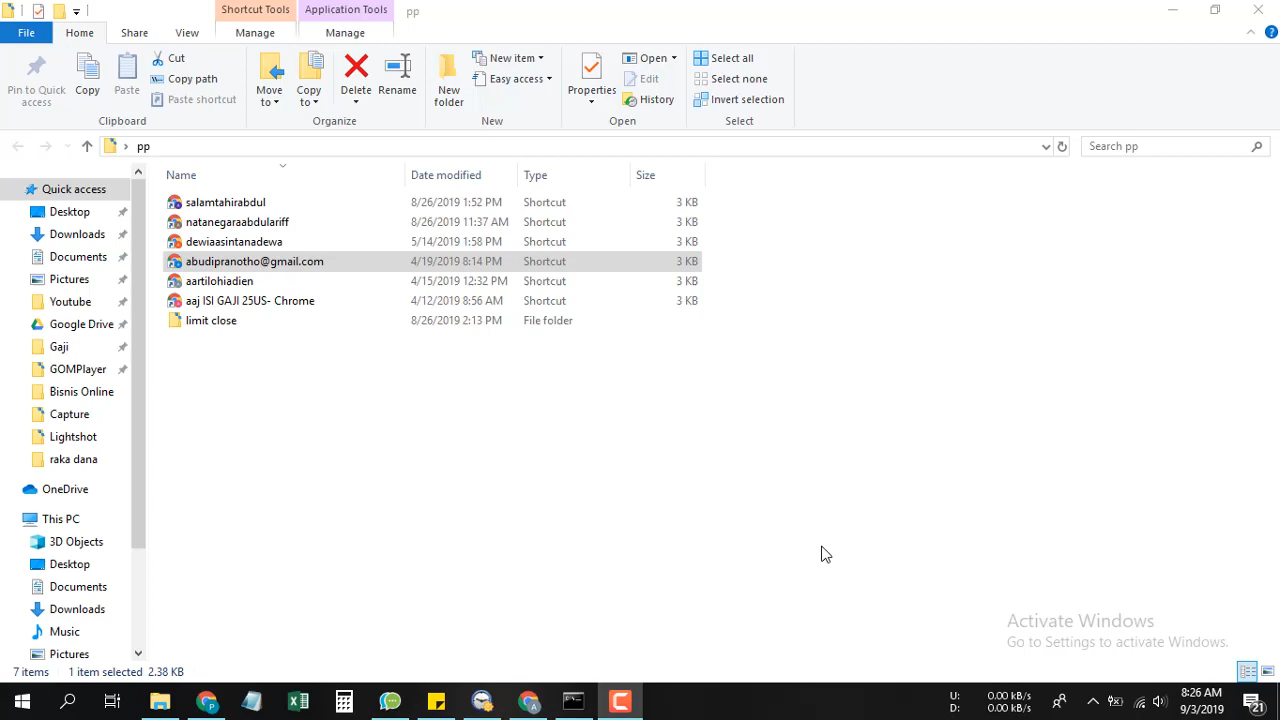 Shortcut Tools Application Tools pp
File Home Share View Manage Manage
Pin to Quick access Copy Paste Cut Copy path Paste shortcut Move to Copy to Delete Rename New folder New item Easy access Properties Open Edit History Select all Select none Invert selection
Clipboard Organize New Open Select
pp Search pp
Name Date modified Type Size
salamtahirabdul 8/26/2019 1:52 PM Shortcut 3 KB
natanegaraabdulariff 8/26/2019 11:37 AM Shortcut 3 KB
dewiaasintanadewa 5/14/2019 1:58 PM Shortcut 3 KB
abudipranotho@gmail.com 4/19/2019 8:14 PM Shortcut 3 KB
aartilohiadien 4/15/2019 12:32 PM Shortcut 3 KB
aaj ISI GAJI 25US- Chrome 4/12/2019 8:56 AM Shortcut 3 KB
limit close 8/26/2019 2:13 PM File folder
Quick access
Desktop
Downloads
Documents
Pictures
Youtube
Google Drive
Gaji
GOMPlayer
Bisnis Online
Capture
Lightshot
raka dana
OneDrive
This PC
3D Objects
Desktop
Documents
Downloads
Music
Pictures
Activate Windows
Go to Settings to activate Windows.
7 items 1 item selected 2.38 KB
U: 0.00 kB/s
D: 0.00 kB/s
8:26 AM
9/3/2019
21